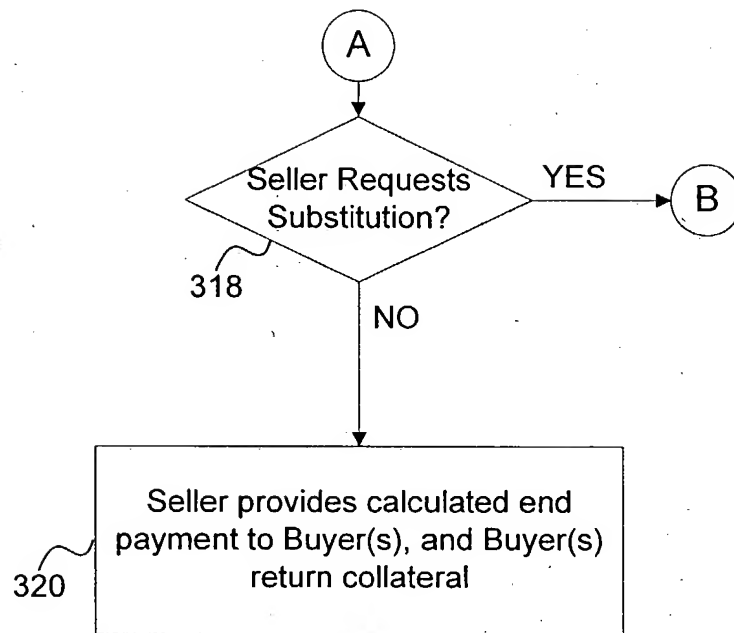 A
Seller Requests
Substitution?
YES
B
318
NO
Seller provides calculated end
payment to Buyer(s), and Buyer(s)
return collateral
320